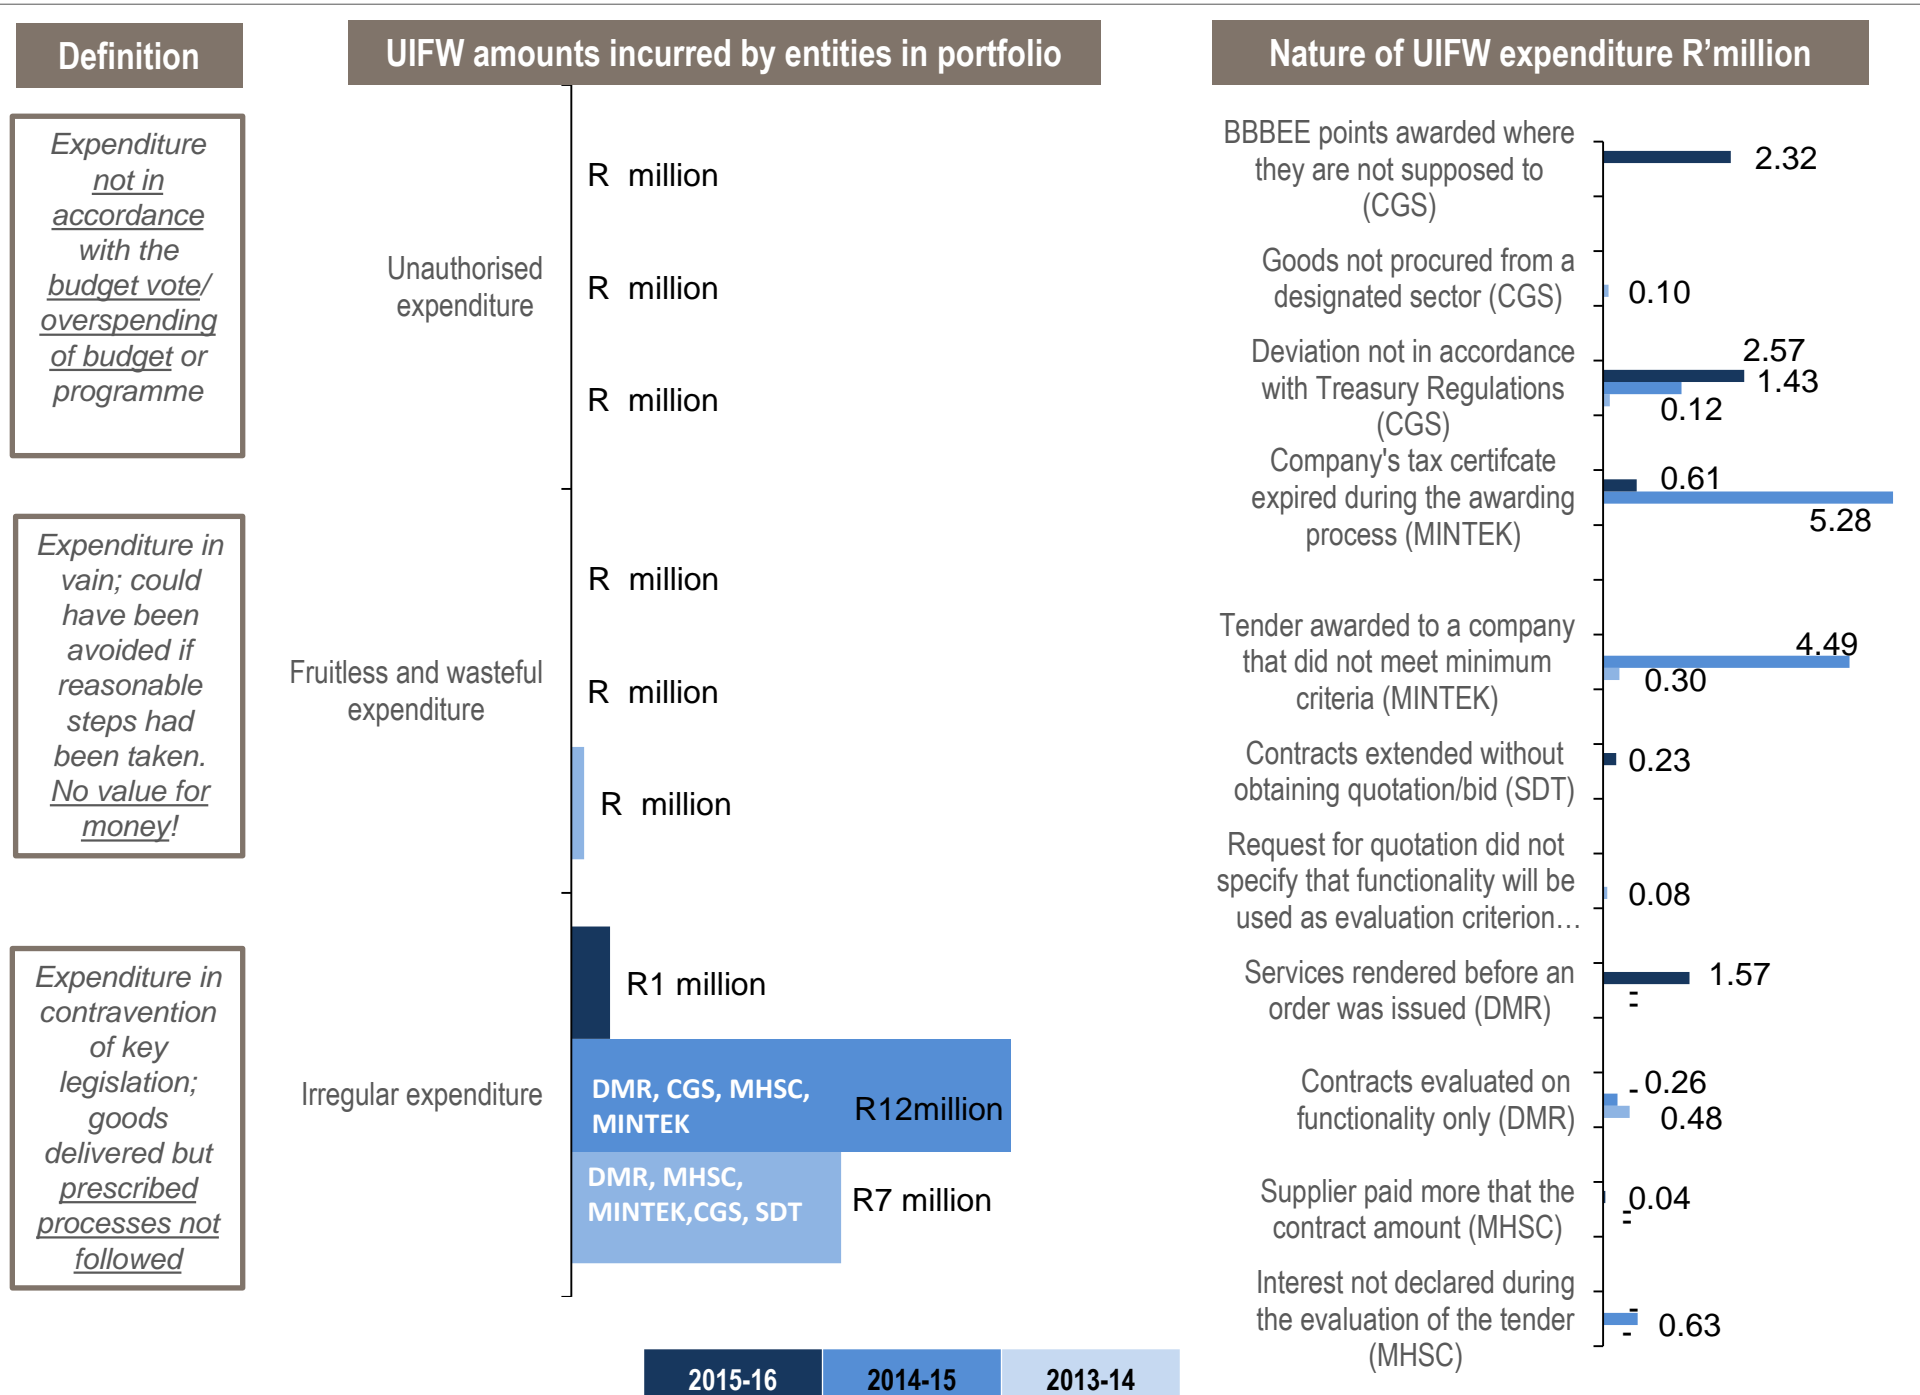 Definition
UIFW amounts incurred by entities in portfolio
Nature of UIFW expenditure R'million
Expenditure
not in
accordance
with the
budget vote/
overspending
of budget or
programme
Expenditure in
vain; could
have been
avoided if
reasonable
steps had
been taken.
No value for
money!
Expenditure in
contravention
of key
legislation;
goods
delivered but
prescribed
processes not
followed
Unauthorised
expenditure
R million
R million
R million
Fruitless and wasteful
expenditure
R million
R million
R million
Irregular expenditure
R1 million
DMR, CGS, MHSC,
MINTEK
R12million
DMR, MHSC,
MINTEK,CGS, SDT
R7 million
BBBEE points awarded where
they are not supposed to
(CGS)
2.32
Goods not procured from a
designated sector (CGS)
0.10
Deviation not in accordance
with Treasury Regulations
(CGS)
2.57
1.43
0.12
Company's tax certifcate
expired during the awarding
process (MINTEK)
0.61
5.28
Tender awarded to a company
that did not meet minimum
criteria (MINTEK)
4.49
0.30
Contracts extended without
obtaining quotation/bid (SDT)
0.23
Request for quotation did not
specify that functionality will be
used as evaluation criterion…
0.08
Services rendered before an
order was issued (DMR)
1.57
-
-
Contracts evaluated on
functionality only (DMR)
-
0.26
0.48
Supplier paid more that the
contract amount (MHSC)
0.04
-
-
Interest not declared during
the evaluation of the tender
(MHSC)
-
0.63
-
2015-16
2014-15
2013-14